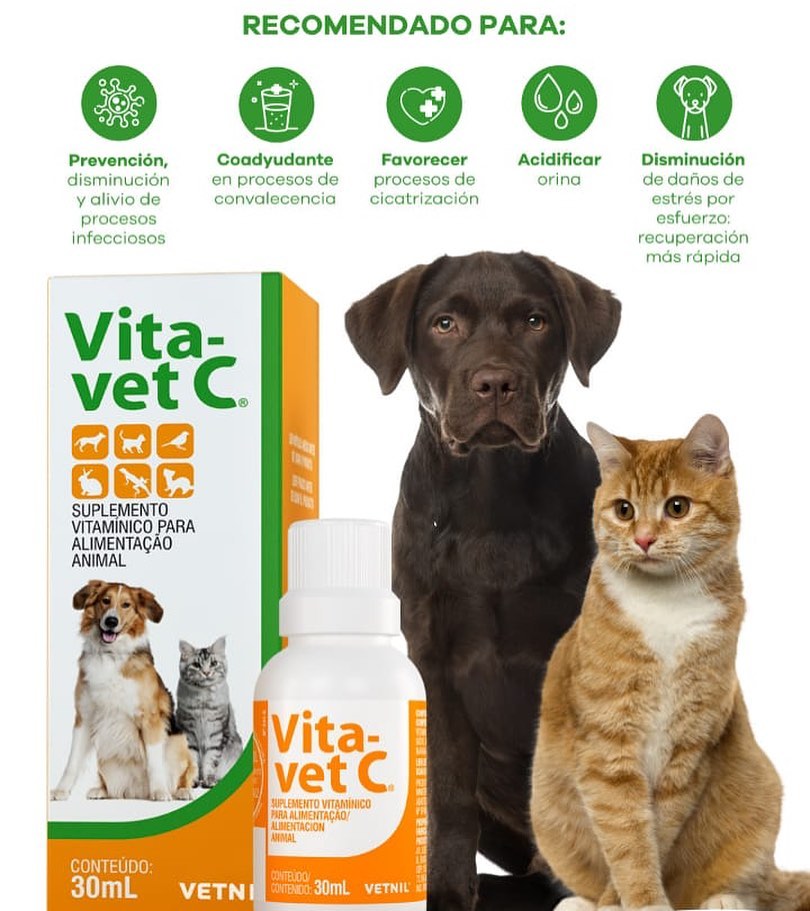 RECOMENDADO PARA:
Prevención,
disminución
y alivio de
procesos
infecciosos
Coadyudante
en procesos de
convalecencia
Favorecer
procesos de
cicatrización
Acidificar
orina
Disminución
de daños de
estrés por
esfuerzo:
recuperación
más rápida
Vita-
vet C®
SUPLEMENTO
VITAMÍNICO PARA
ALIMENTAÇÃO
ANIMAL
CONTEÚDO:
30mL
VETNI
Vita-
vet C®
SUPLEMENTO VITAMÍNICO
PARA ALIMENTAÇÃO/
ALIMENTACION
ANIMAL
CONTEÚDO/
CONTENIDO: 30mL
VETNIL®